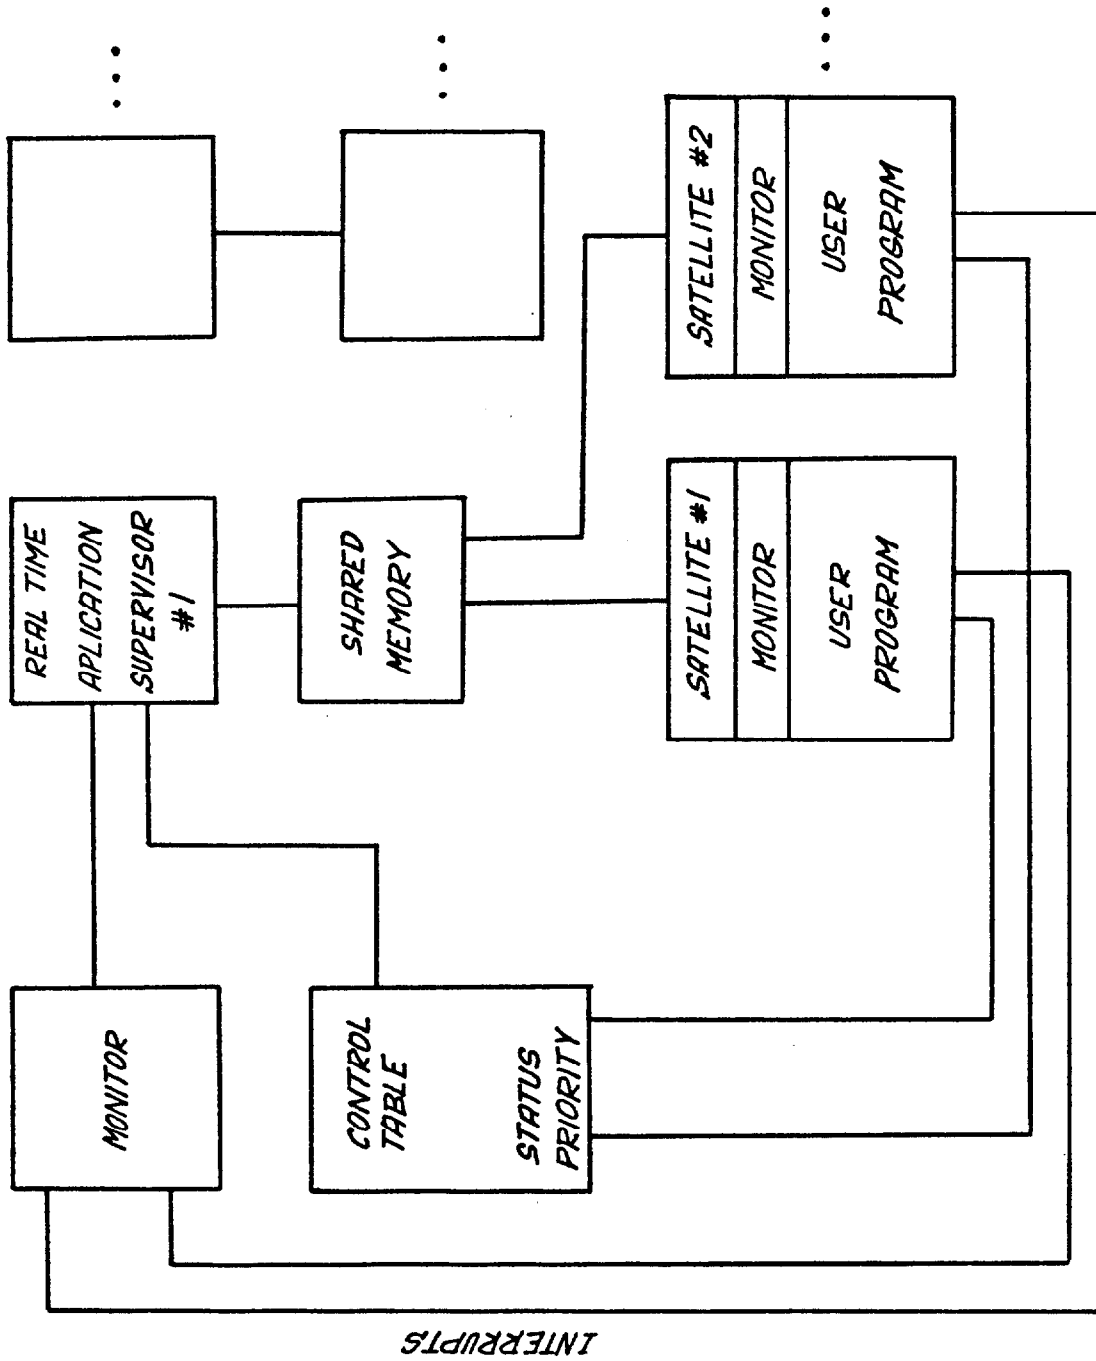 INTERRUPTS
MONITOR
REAL TIME
APLICATION
SUPERVISOR
#1
CONTROL
TABLE
STATUS
PRIORITY
SHARED
MEMORY
SATELLITE #1
MONITOR
USER
PROGRAM
SATELLITE #2
MONITOR
USER
PROGRAM